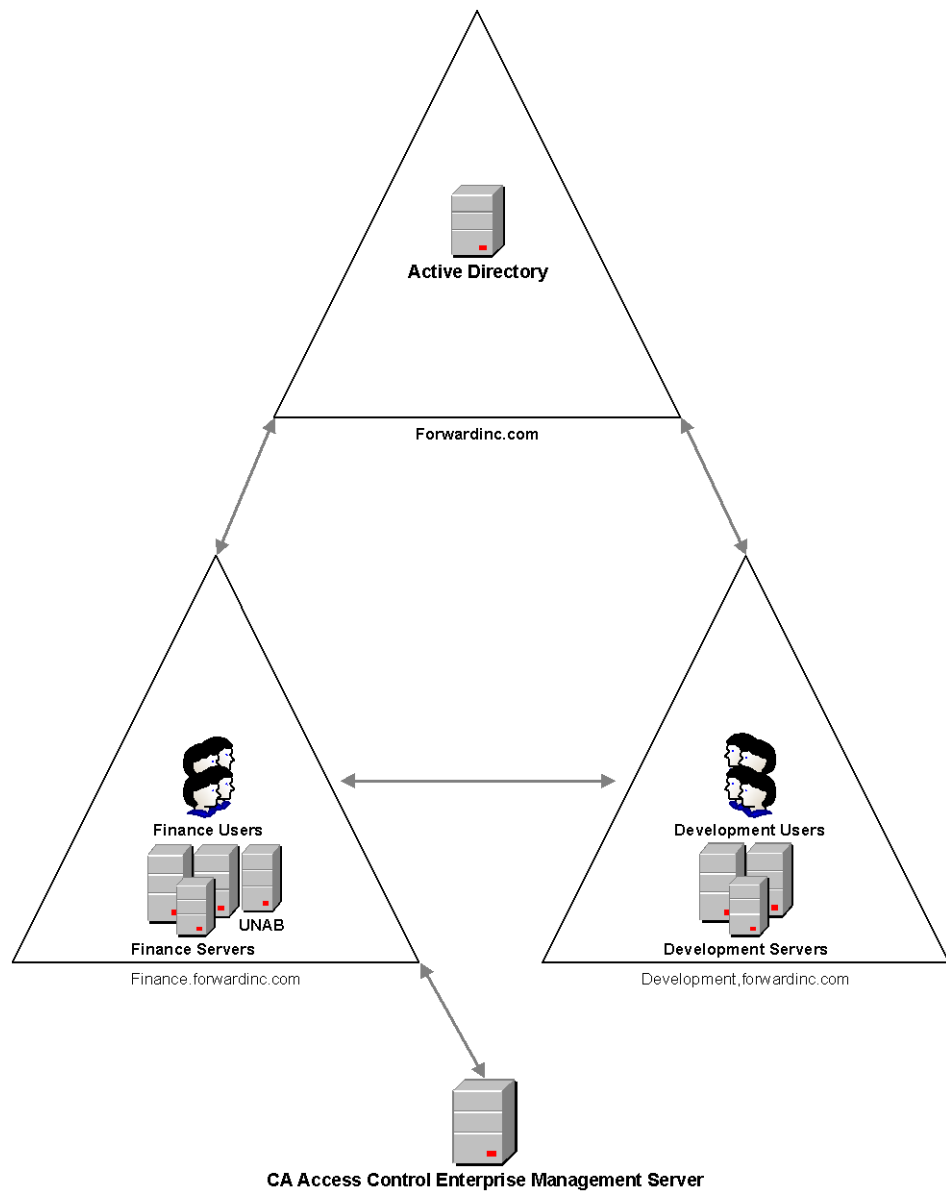 Active Directory
Forwardinc.com
Finance Users
Development Users
UNAB
Finance Servers
Development Servers
Finance.forwardinc.com
Development,forwardinc.com
CA Access Control Enterprise Management Server